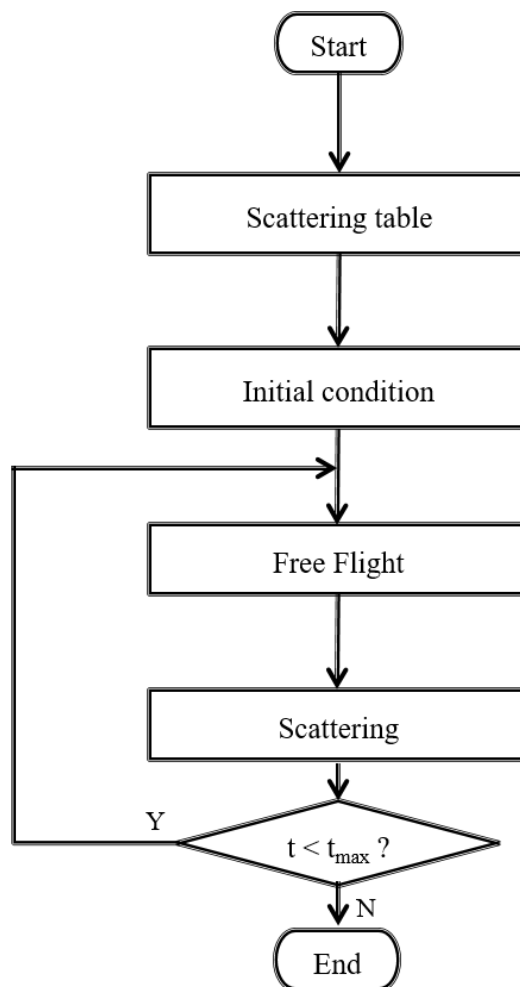 Start
Scattering table
Initial condition
Free Flight
Scattering
Y
t < tmax ?
N
End